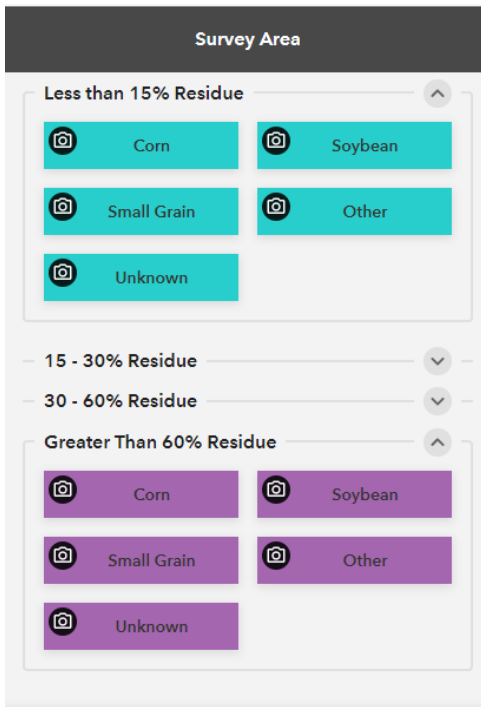 Survey Area
Less than 15% Residue
Corn
Soybean
Small Grain
Other
Unknown
15 - 30% Residue
30 - 60% Residue
Greater Than 60% Residue
Corn
Soybean
Small Grain
Other
Unknown